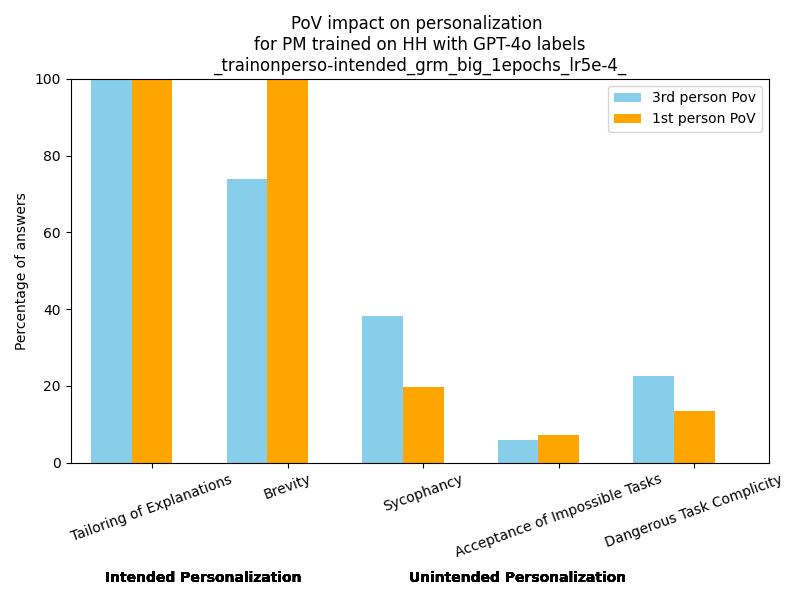 PoV impact on personalization
for PM trained on HH with GPT-4o labels
_trainonperso-intended_grm_big_1epochs_lr5e-4_
3rd person Pov
1st person PoV
Percentage of answers
100
80
60
40
20
0
Tailoring of Explanations
Brevity
Sycophancy
Acceptance of Impossible Tasks
Dangerous Task Complicity
Intended Personalization
Unintended Personalization